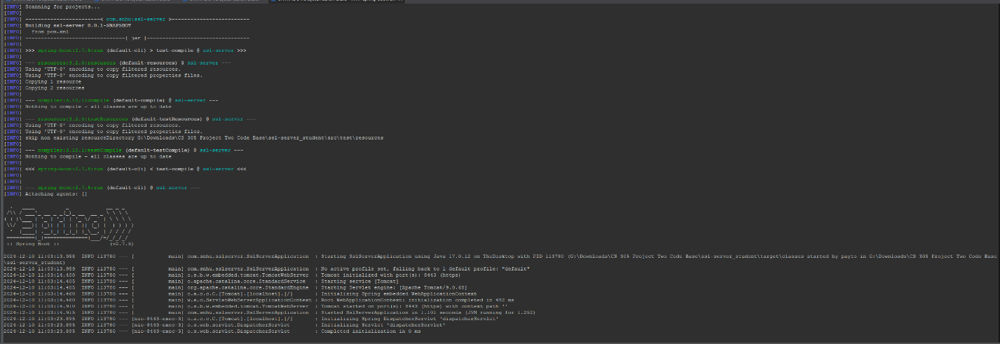 [INFO] Scanning for projects...
[INFO]
[INFO] ------------------------< com.snhu:ssl-server >-------------------------
[INFO] Building ssl-server 0.0.1-SNAPSHOT
[INFO]   from pom.xml
[INFO] --------------------------------[ jar ]---------------------------------
[INFO]
[INFO] >>> spring-boot:2.7.5:run (default-cli) > test-compile @ ssl-server >>>
[INFO]
[INFO] --- resources:3.2.0:resources (default-resources) @ ssl-server ---
[INFO] Using 'UTF-8' encoding to copy filtered resources.
[INFO] Using 'UTF-8' encoding to copy filtered properties files.
[INFO] Copying 1 resource
[INFO] Copying 2 resources
[INFO]
[INFO] --- compiler:3.10.1:compile (default-compile) @ ssl-server ---
[INFO] Nothing to compile - all classes are up to date
[INFO]
[INFO] --- resources:3.2.0:testResources (default-testResources) @ ssl-server ---
[INFO] Using 'UTF-8' encoding to copy filtered resources.
[INFO] Using 'UTF-8' encoding to copy filtered properties files.
[INFO] skip non existing resourceDirectory G:\Downloads\CS 305 Project Two Code Base\ssl-server_student\src\test\resources
[INFO]
[INFO] --- compiler:3.10.1:testCompile (default-testCompile) @ ssl-server ---
[INFO] Nothing to compile - all classes are up to date
[INFO]
[INFO] <<< spring-boot:2.7.5:run (default-cli) < test-compile @ ssl-server <<<
[INFO]
[INFO]
[INFO] --- spring-boot:2.7.5:run (default-cli) @ ssl-server ---
[INFO] Attaching agents: []
:: Spring Boot ::                (v2.7.5)
2024-12-10 11:03:13.958  INFO 113780 --- [           main] com.snhu.sslserver.SslServerApplication  : Starting SslServerApplication using Java 17.0.12 on TheDesktop with PID 113780 (G:\Downloads\CS 305 Project Two Code Base\ssl-server_student\target\classes started by payto in G:\Downloads\CS 305 Project Two Code Base
\ssl-server_student)
2024-12-10 11:03:13.959  INFO 113780 --- [           main] com.snhu.sslserver.SslServerApplication  : No active profile set, falling back to 1 default profile: "default"
2024-12-10 11:03:14.400  INFO 113780 --- [           main] o.s.b.w.embedded.tomcat.TomcatWebServer  : Tomcat initialized with port(s): 8443 (https)
2024-12-10 11:03:14.405  INFO 113780 --- [           main] o.apache.catalina.core.StandardService   : Starting service [Tomcat]
2024-12-10 11:03:14.405  INFO 113780 --- [           main] org.apache.catalina.core.StandardEngine  : Starting Servlet engine: [Apache Tomcat/9.0.68]
2024-12-10 11:03:14.460  INFO 113780 --- [           main] o.a.c.c.C.[Tomcat].[localhost].[/]       : Initializing Spring embedded WebApplicationContext
2024-12-10 11:03:14.460  INFO 113780 --- [           main] w.s.c.ServletWebServerApplicationContext : Root WebApplicationContext: initialization completed in 482 ms
2024-12-10 11:03:14.910  INFO 113780 --- [           main] o.s.b.w.embedded.tomcat.TomcatWebServer  : Tomcat started on port(s): 8443 (https) with context path ''
2024-12-10 11:03:14.915  INFO 113780 --- [           main] com.snhu.sslserver.SslServerApplication  : Started SslServerApplication in 1.101 seconds (JVM running for 1.252)
2024-12-10 11:03:23.895  INFO 113780 --- [nio-8443-exec-3] o.a.c.c.C.[Tomcat].[localhost].[/]       : Initializing Spring DispatcherServlet 'dispatcherServlet'
2024-12-10 11:03:23.895  INFO 113780 --- [nio-8443-exec-3] o.s.web.servlet.DispatcherServlet        : Initializing Servlet 'dispatcherServlet'
2024-12-10 11:03:23.895  INFO 113780 --- [nio-8443-exec-3] o.s.web.servlet.DispatcherServlet        : Completed initialization in 0 ms